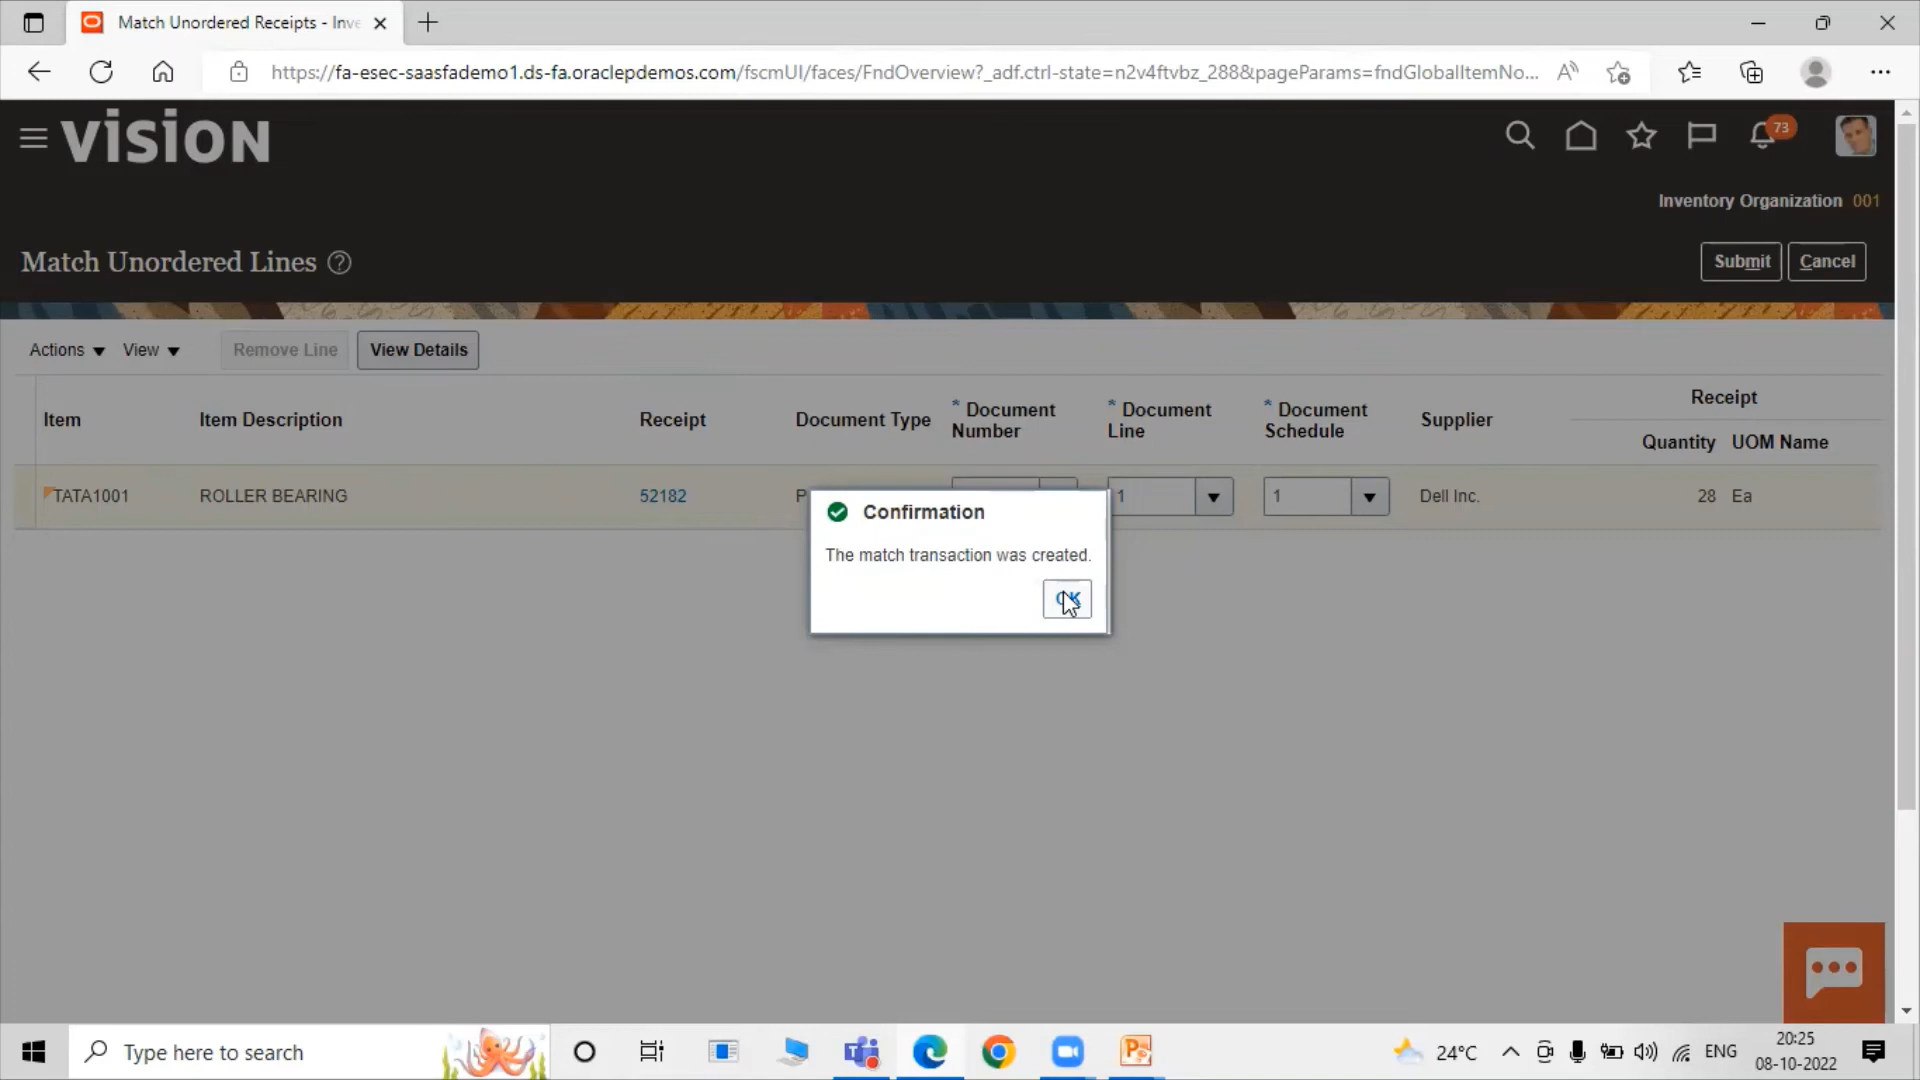 Match Unordered Receipts - Inve
https://fa-esec-saasfademo1.ds-fa.oraclepdemos.com/fscmUI/faces/FndOverview?_adf.ctrl-state=n2v4ftvbz_288&pageParams=fndGlobalItemNo...
VISION
73
Inventory Organization 001
Match Unordered Lines
Submit Cancel
Actions View Remove Line View Details
Item Item Description Receipt Document Type * Document Number * Document Line * Document Schedule Supplier Receipt
Quantity UOM Name
TATA1001 ROLLER BEARING 52182 P 1 1 Dell Inc. 28 Ea
Confirmation
The match transaction was created.
OK
Type here to search
24°C
ENG
20:25
08-10-2022